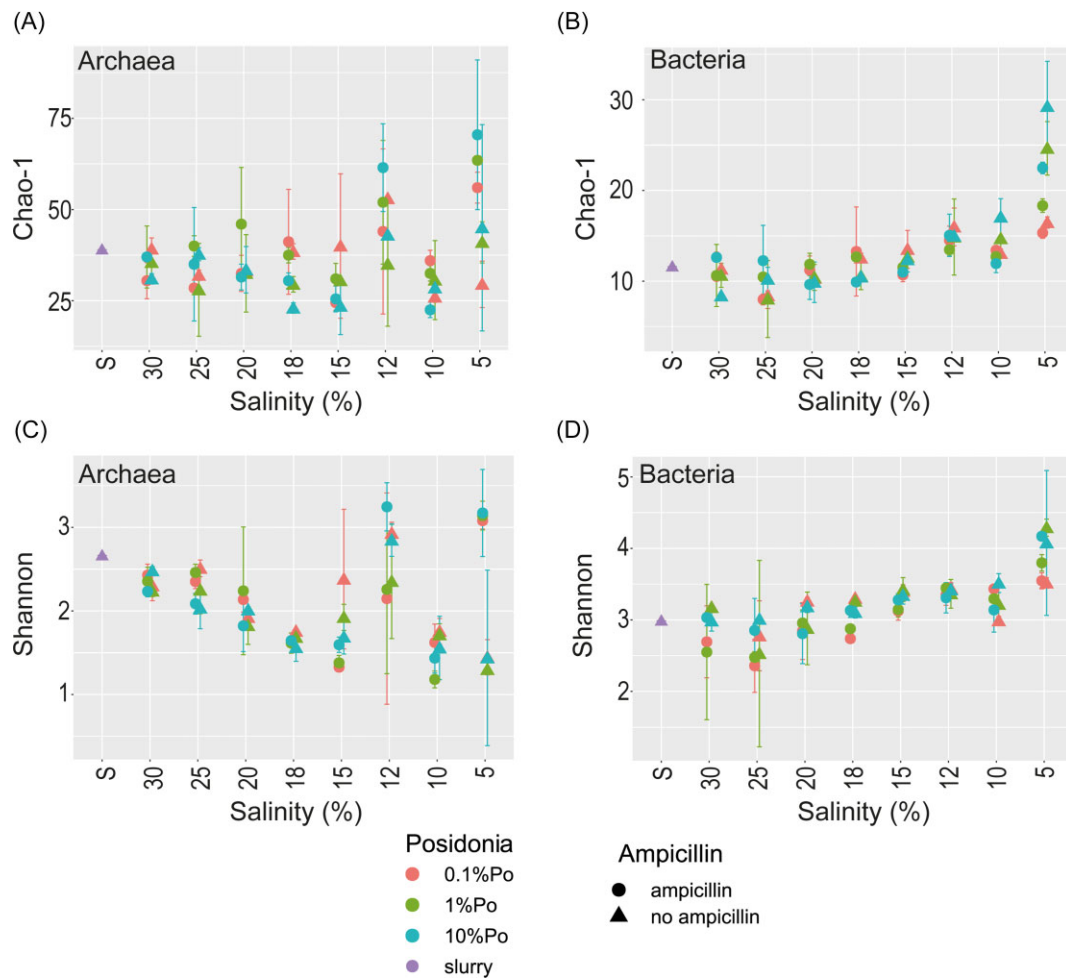 (A)
Archaea
Chao-1
75
50
25
S 30 25 20 18 15 12 10 5
Salinity (%)
(B)
Bacteria
Chao-1
30
20
10
S 30 25 20 18 15 12 10 5
Salinity (%)
(C)
Archaea
Shannon
3
2
1
S 30 25 20 18 15 12 10 5
Salinity (%)
(D)
Bacteria
Shannon
5
4
3
2
S 30 25 20 18 15 12 10 5
Salinity (%)
Posidonia
0.1%Po
1%Po
10%Po
slurry
Ampicillin
ampicillin
no ampicillin